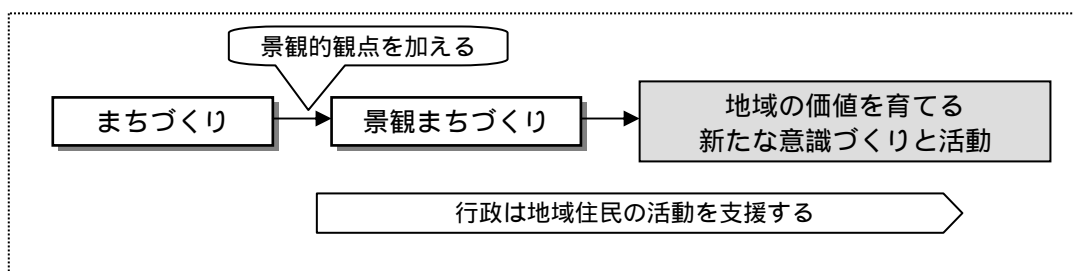 景観的観点を加える
まちづくり
景観まちづくり
地域の価値を育てる
新たな意識づくりと活動
行政は地域住民の活動を支援する